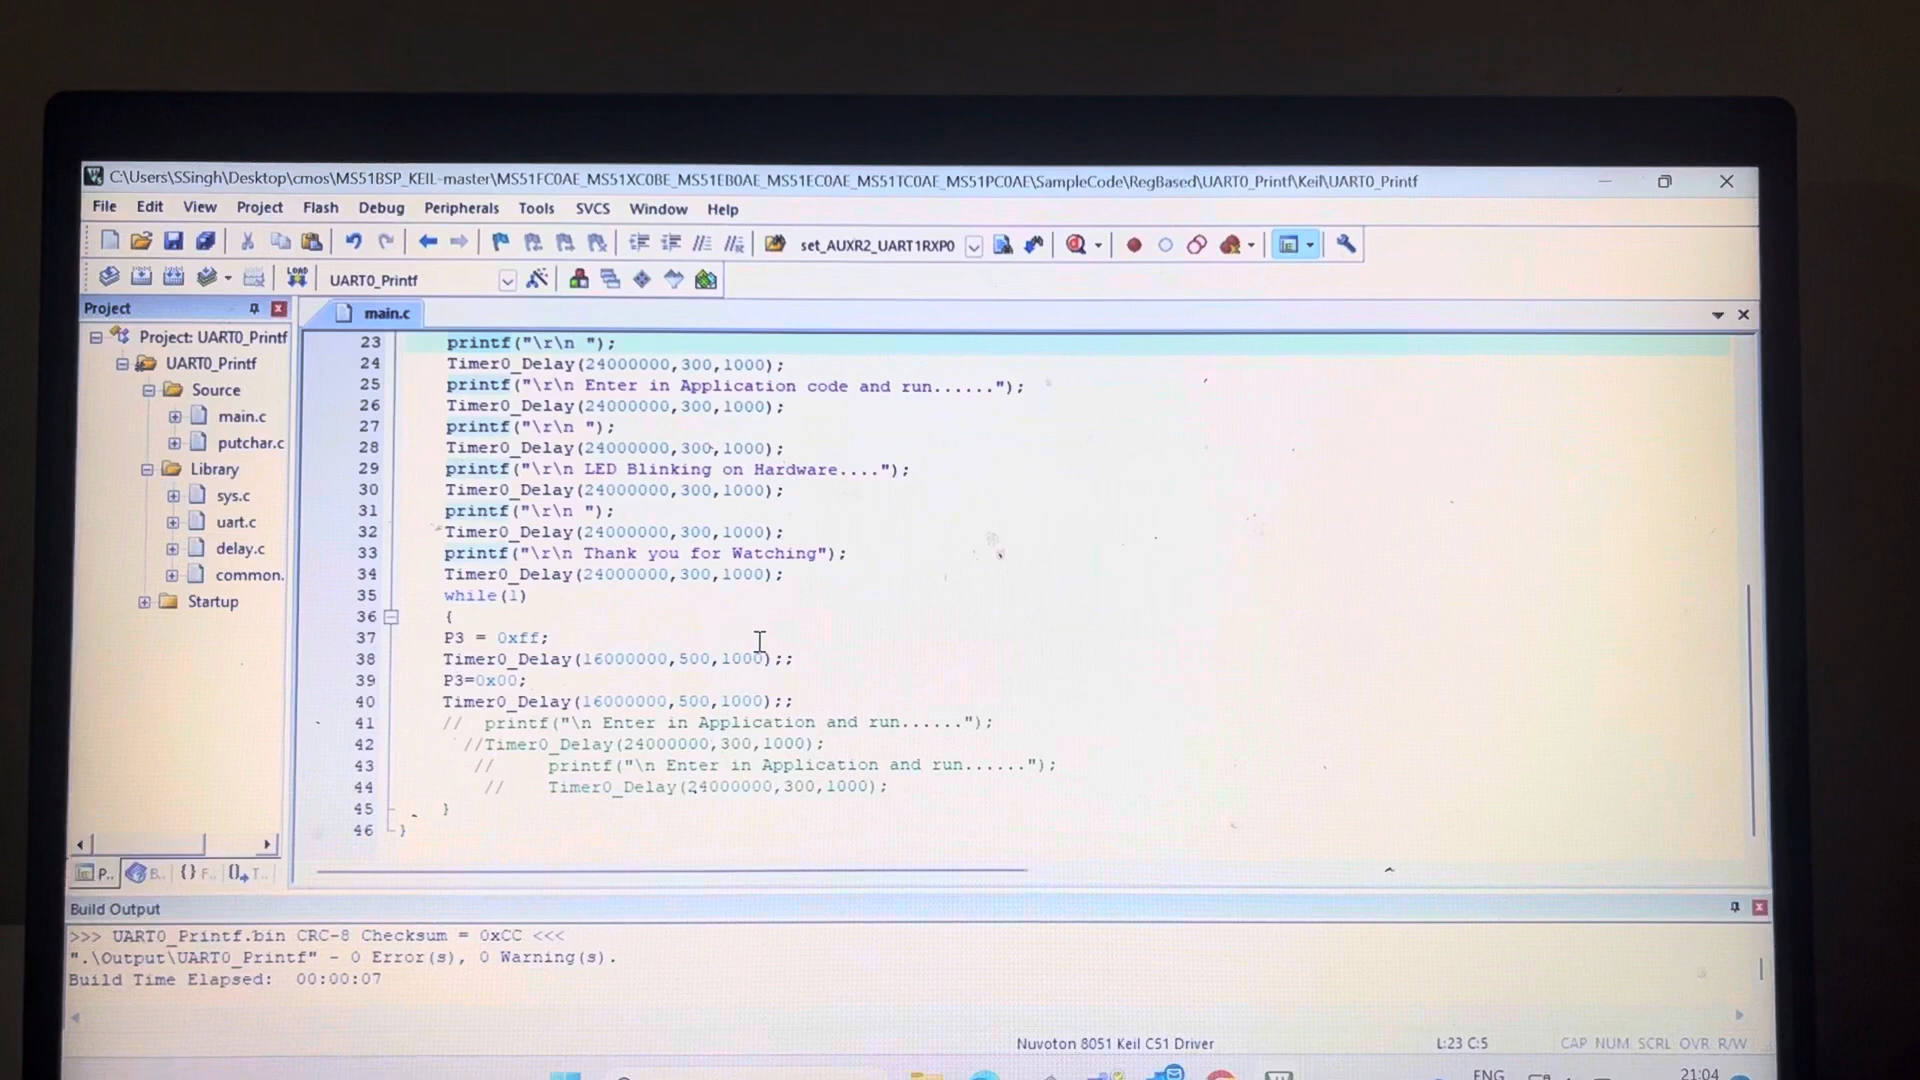 C:\Users\SSingh\Desktop\cmos\MS51BSP_KEIL-master\MS51FC0AE_MS51XC0BE_MS51EB0AE_MS51EC0AE_MS51TC0AE_MS51PC0AE\SampleCode\RegBased\UART0_Printf\Keil\UART0_Printf
File Edit View Project Flash Debug Peripherals Tools SVCS Window Help
set_AUXR2_UART1RXP0
LOAD UART0_Printf
Project
main.c
Project: UART0_Printf
UART0_Printf
Source
main.c
putchar.c
Library
sys.c
uart.c
delay.c
common.
Startup
23 printf("\r\n ");
24 Timer0_Delay(24000000,300,1000);
25 printf("\r\n Enter in Application code and run......");
26 Timer0_Delay(24000000,300,1000);
27 printf("\r\n ");
28 Timer0_Delay(24000000,300,1000);
29 printf("\r\n LED Blinking on Hardware....");
30 Timer0_Delay(24000000,300,1000);
31 printf("\r\n ");
32 Timer0_Delay(24000000,300,1000);
33 printf("\r\n Thank you for Watching");
34 Timer0_Delay(24000000,300,1000);
35 while(1)
36 {
37 P3 = 0xff;
38 Timer0_Delay(16000000,500,1000);;
39 P3=0x00;
40 Timer0_Delay(16000000,500,1000);;
41 // printf("\n Enter in Application and run......");
42 //Timer0_Delay(24000000,300,1000);
43 // printf("\n Enter in Application and run......");
44 // Timer0_Delay(24000000,300,1000);
45 }
46 }
P.. B.. {} F.. 0 T..
Build Output
>>> UART0_Printf.bin CRC-8 Checksum = 0xCC <<<
".\Output\UART0_Printf" - 0 Error(s), 0 Warning(s).
Build Time Elapsed: 00:00:07
Nuvoton 8051 Keil C51 Driver L:23 C:5 CAP NUM SCRL OVR R/W
ENG 21:04